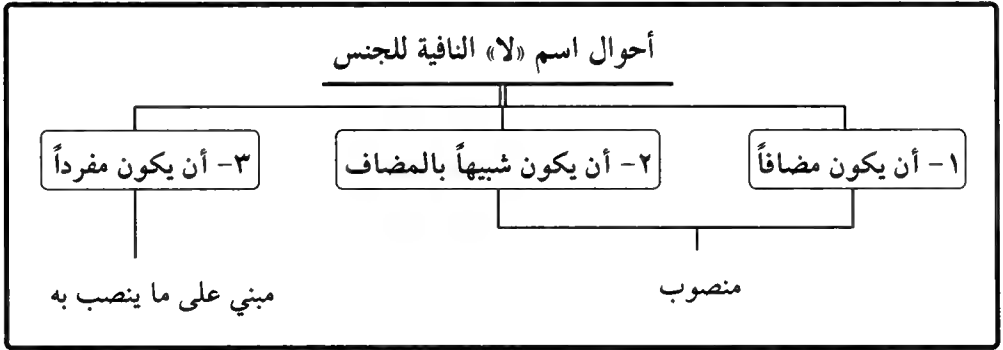 أحوال اسم «لا» النافية للجنس
١- أن يكون مضافاً
٢- أن يكون شبيهاً بالمضاف
٣- أن يكون مفرداً
منصوب
مبني على ما ينصب به